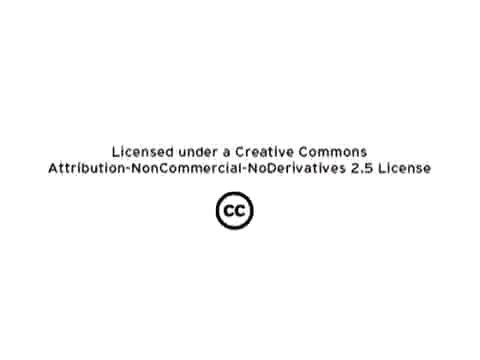 Licensed under a Creative Commons
Attribution-NonCommercial-NoDerivatives 2.5 License
cc